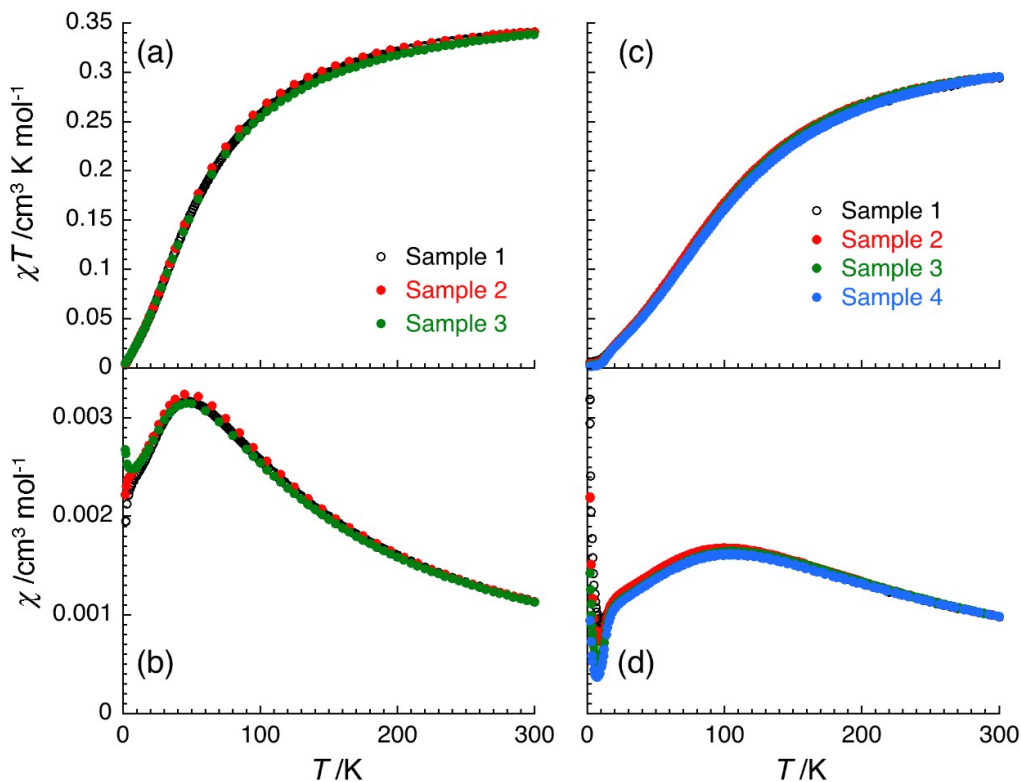 0.35
0.3
0.25
0.2
0.15
0.1
0.05
0
χT /cm³ K mol⁻¹
(a)
Sample 1
Sample 2
Sample 3
(c)
Sample 1
Sample 2
Sample 3
Sample 4
0.003
0.002
0.001
0
χ /cm³ mol⁻¹
(b)
(d)
0 100 200 300
0 100 200 300
T /K
T /K